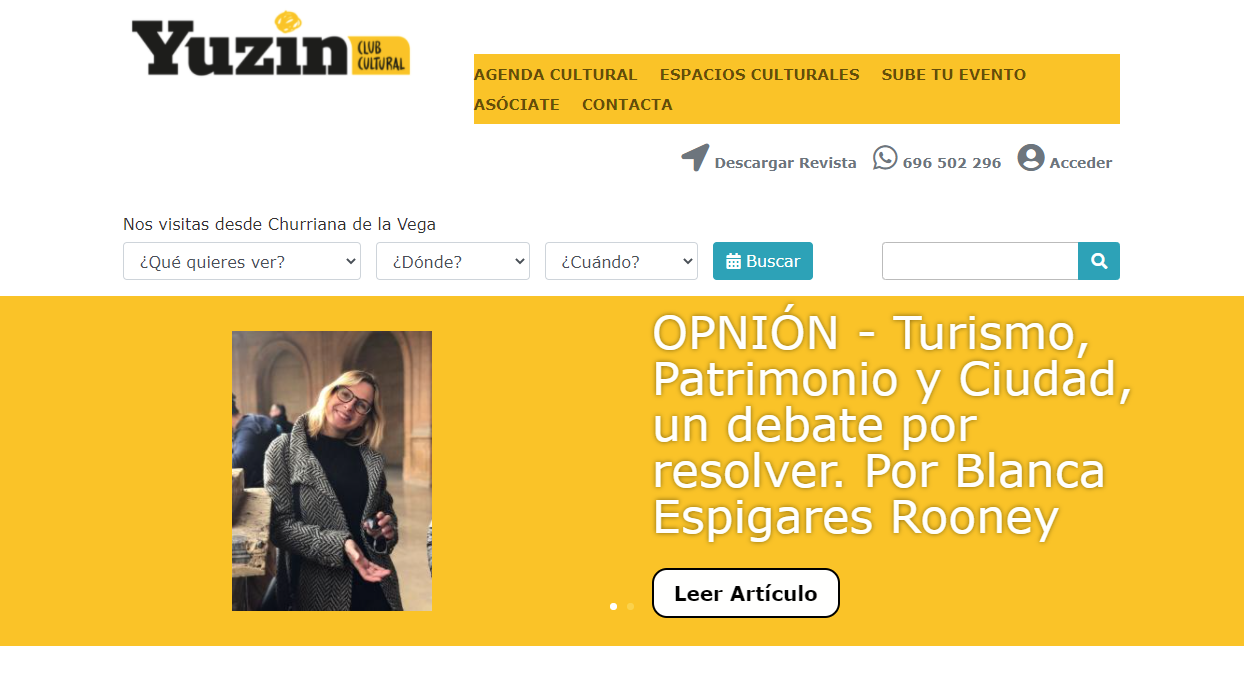 Yuzin CLUB CULTURAL
AGENDA CULTURAL ESPACIOS CULTURALES SUBE TU EVENTO
ASÓCIATE CONTACTA
Descargar Revista 696 502 296 Acceder
Nos visitas desde Churriana de la Vega
¿Qué quieres ver? ¿Dónde? ¿Cuándo? Buscar
OPNIÓN - Turismo,
Patrimonio y Ciudad,
un debate por
resolver. Por Blanca
Espigares Rooney
Leer Artículo